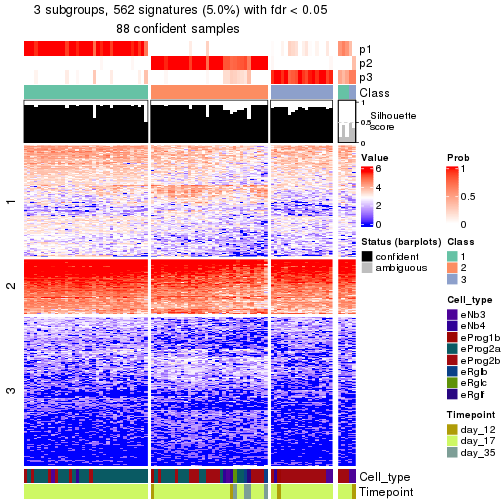 3 subgroups, 562 signatures (5.0%) with fdr < 0.05
88 confident samples
p1
p2
p3
Class
1
0.5
0
Silhouette
score
1
2
3
Value
6
4
2
0
Prob
1
0.5
0
Status (barplots)
confident
ambiguous
Class
1
2
3
Cell_type
eNb3
eNb4
eProg1b
eProg2a
eProg2b
eRglb
eRglc
eRglf
Timepoint
day_12
day_17
day_35
Cell_type
Timepoint